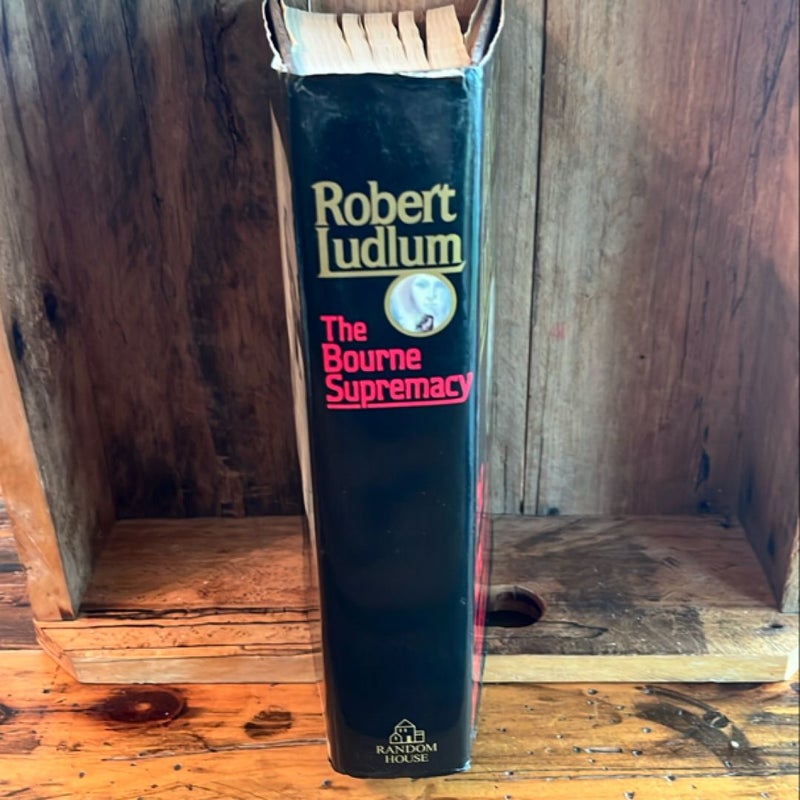 Robert
Ludlum
The
Bourne
Supremacy
RANDOM
HOUSE